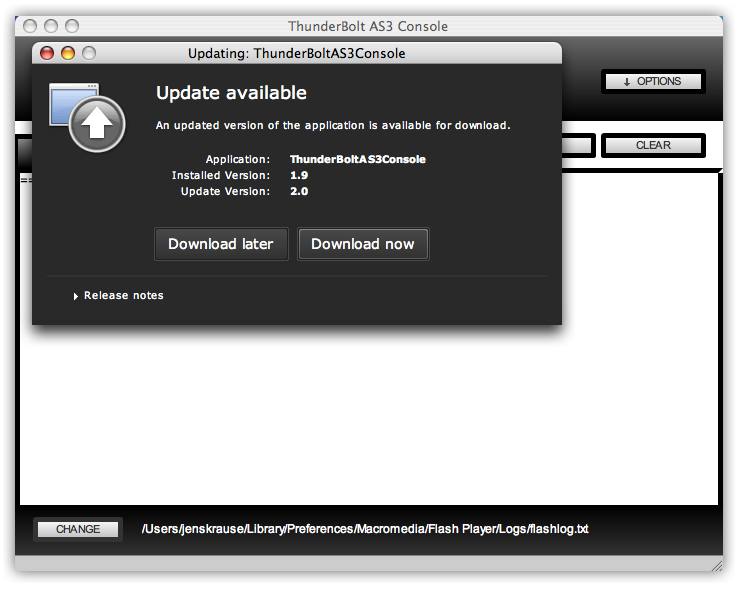 ThunderBolt AS3 Console
Updating: ThunderBoltAS3Console
Update available
An updated version of the application is available for download.
Application: ThunderBoltAS3Console
Installed Version: 1.9
Update Version: 2.0
Download later Download now
Release notes
↓ OPTIONS
CLEAR
==
CHANGE /Users/jenskrause/Library/Preferences/Macromedia/Flash Player/Logs/flashlog.txt